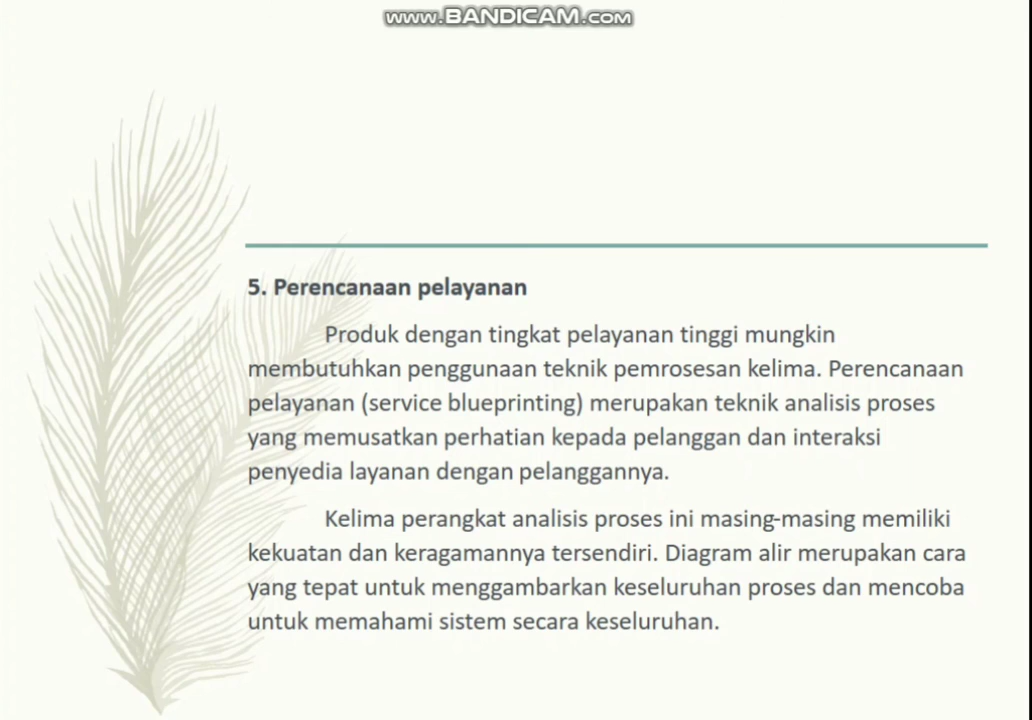 www.BANDICAM.com
5. Perencanaan pelayanan
Produk dengan tingkat pelayanan tinggi mungkin
membutuhkan penggunaan teknik pemrosesan kelima. Perencanaan
pelayanan (service blueprinting) merupakan teknik analisis proses
yang memusatkan perhatian kepada pelanggan dan interaksi
penyedia layanan dengan pelanggannya.
Kelima perangkat analisis proses ini masing-masing memiliki
kekuatan dan keragamannya tersendiri. Diagram alir merupakan cara
yang tepat untuk menggambarkan keseluruhan proses dan mencoba
untuk memahami sistem secara keseluruhan.